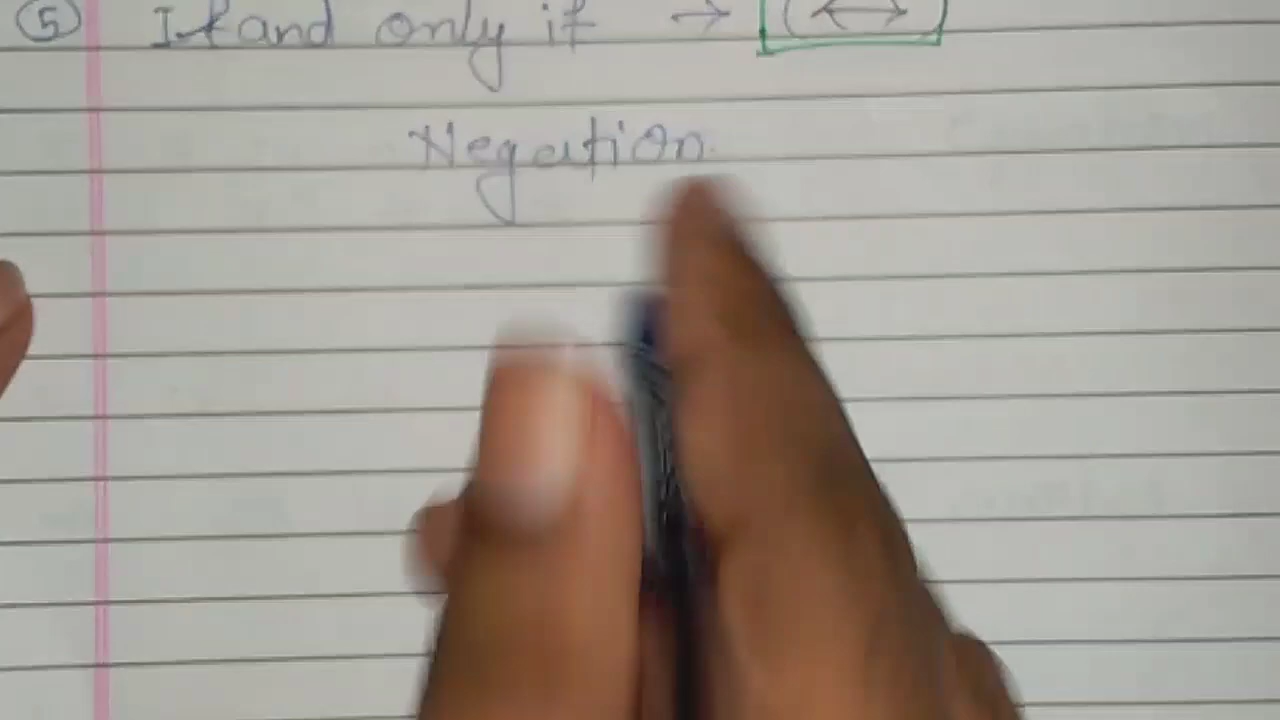 ⑤ If and only if → (↔)
Negation